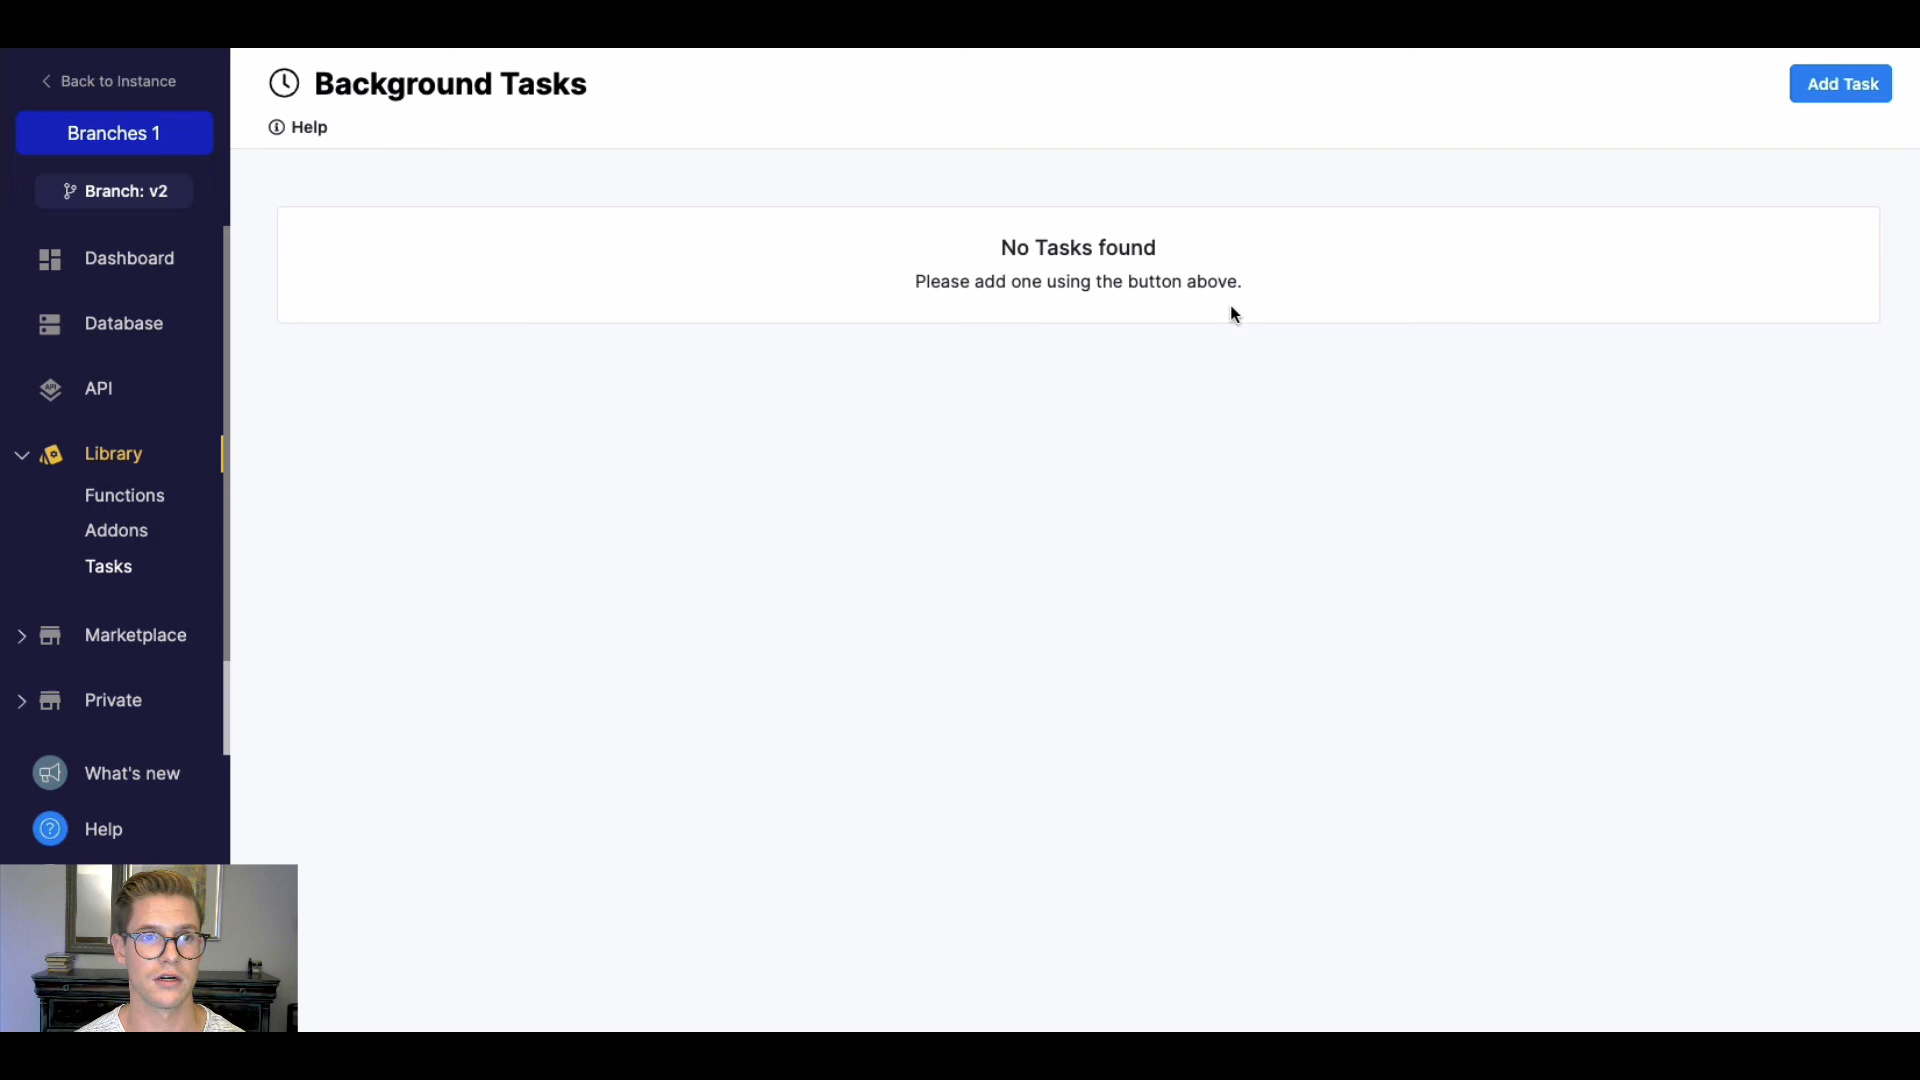 Back to Instance
Branches 1
Branch: v2
Dashboard
Database
API
Library
Functions
Addons
Tasks
Marketplace
Private
What's new
Help
Background Tasks
Help
Add Task
No Tasks found
Please add one using the button above.